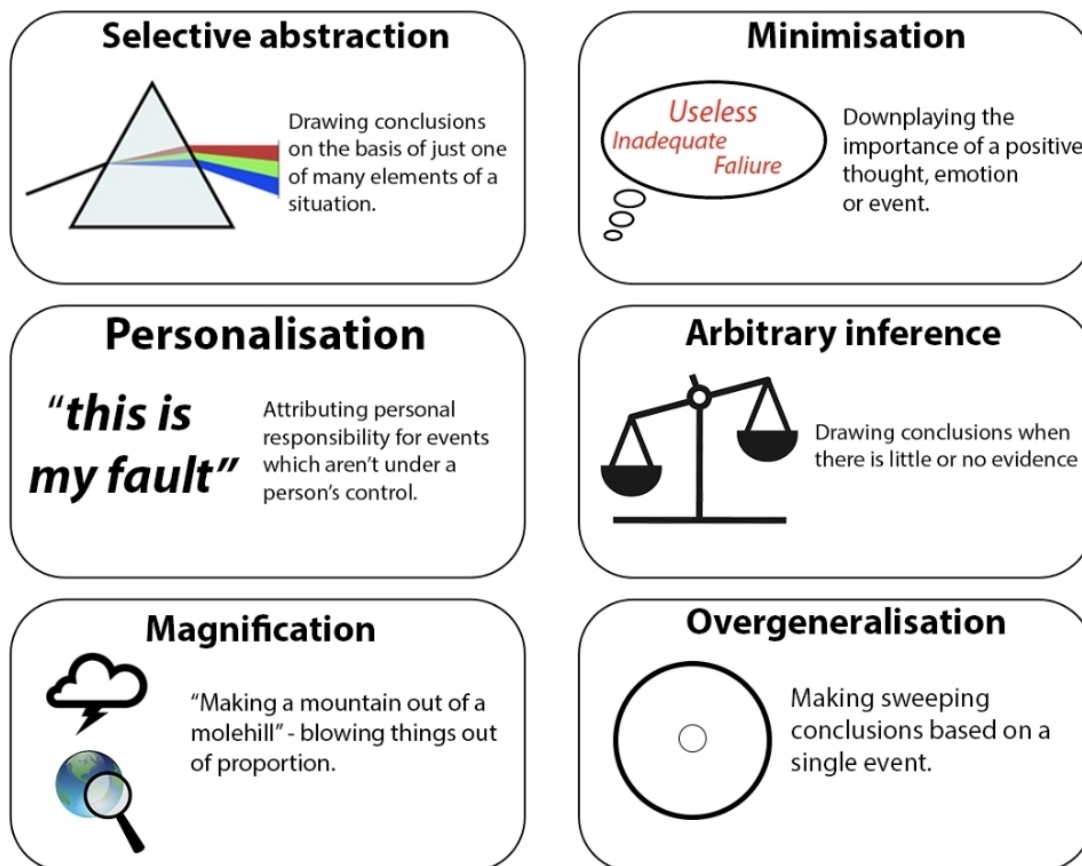 Selective abstraction
Drawing conclusions
on the basis of just one
of many elements of a
situation.
Minimisation
Useless
Inadequate
Faliure
Downplaying the
importance of a positive
thought, emotion
or event.
Personalisation
“this is
my fault”
Attributing personal
responsibility for events
which aren’t under a
person’s control.
Arbitrary inference
Drawing conclusions when
there is little or no evidence
Magnification
“Making a mountain out of a
molehill” - blowing things out
of proportion.
Overgeneralisation
Making sweeping
conclusions based on a
single event.